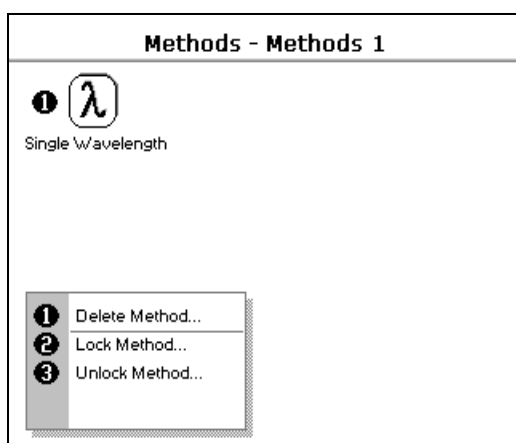 Methods - Methods 1
❶ λ
Single Wavelength
❶ Delete Method...
❷ Lock Method...
❸ Unlock Method...